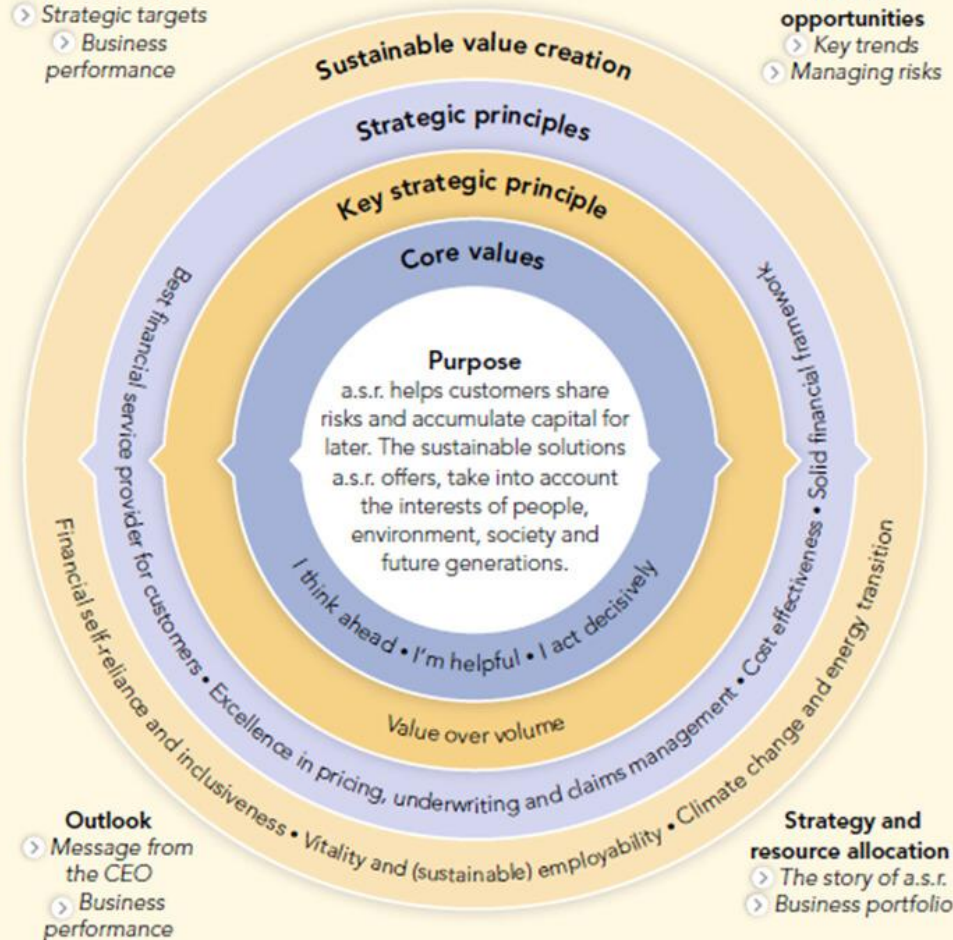 Strategic targets
Business
performance
opportunities
Key trends
Managing risks
Sustainable value creation
Strategic principles
Key strategic principle
Core values
Purpose
a.s.r. helps customers share
risks and accumulate capital for
later. The sustainable solutions
a.s.r. offers, take into account
the interests of people,
environment, society and
future generations.
I think ahead • I'm helpful • I act decisively
Value over volume
Best financial service provider for customers • Excellence in pricing, underwriting and claims management • Cost effectiveness • Solid financial framework
Financial self-reliance and inclusiveness • Vitality and (sustainable) employability • Climate change and energy transition
Outlook
Message from
the CEO
Business
performance
Strategy and
resource allocation
The story of a.s.r.
Business portfolio